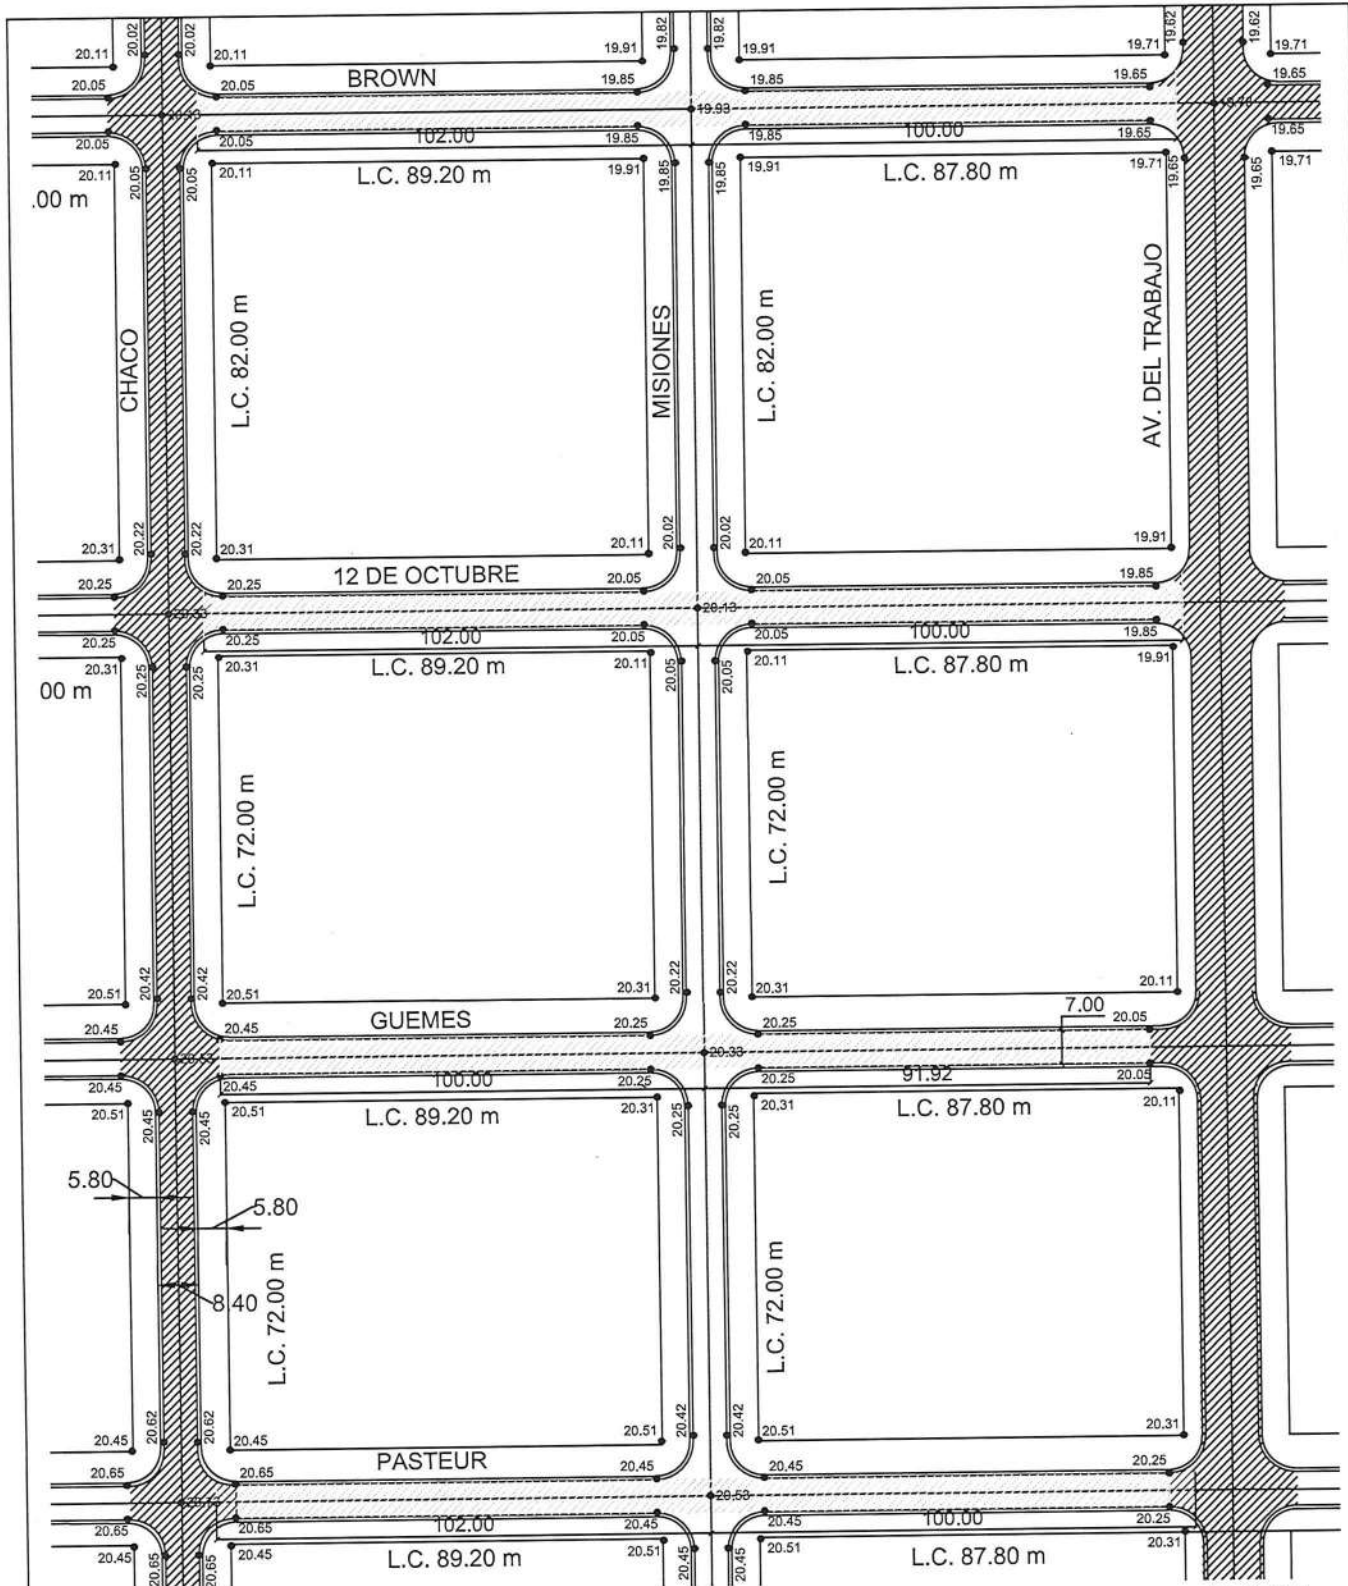 20.02 20.02 19.82 19.82 19.62 19.62
20.11 20.11 19.91 19.91 19.71 19.71
BROWN
20.05 20.05 19.85 19.85 19.65 19.65
19.93
20.05 20.05 102.00 19.85 19.85 100.00 19.65 19.65
20.11 20.05 20.05 20.11 19.91 19.85 19.85 19.91 19.71 19.65 19.65 19.71
.00 m L.C. 89.20 m L.C. 87.80 m
CHACO L.C. 82.00 m MISIONES L.C. 82.00 m AV. DEL TRABAJO
20.22 20.22 20.02 20.02
20.31 20.31 20.11 20.11 19.91
12 DE OCTUBRE
20.25 20.25 20.05 20.05 19.85
20.13
20.25 20.25 102.00 20.05 20.05 100.00 19.85
20.31 20.25 20.25 20.31 20.11 20.05 20.05 20.11 19.91
00 m L.C. 89.20 m L.C. 87.80 m
L.C. 72.00 m L.C. 72.00 m
20.42 20.42 20.22 20.22
20.51 20.51 20.31 20.31 20.11
7.00
GUEMES
20.45 20.45 20.25 20.25 20.05
20.33
20.45 20.45 100.00 20.25 20.25 91.92 20.05
20.51 20.45 20.45 20.51 20.31 20.25 20.25 20.31 20.11
L.C. 89.20 m L.C. 87.80 m
5.80
5.80
8.40
L.C. 72.00 m L.C. 72.00 m
20.62 20.62 20.42 20.42
20.45 20.45 20.51 20.51 20.31
PASTEUR
20.65 20.65 20.45 20.45 20.25
20.53
20.65 20.65 102.00 20.45 20.45 100.00 20.25
20.45 20.65 20.65 20.45 20.51 20.45 20.45 20.51 20.31
L.C. 89.20 m L.C. 87.80 m